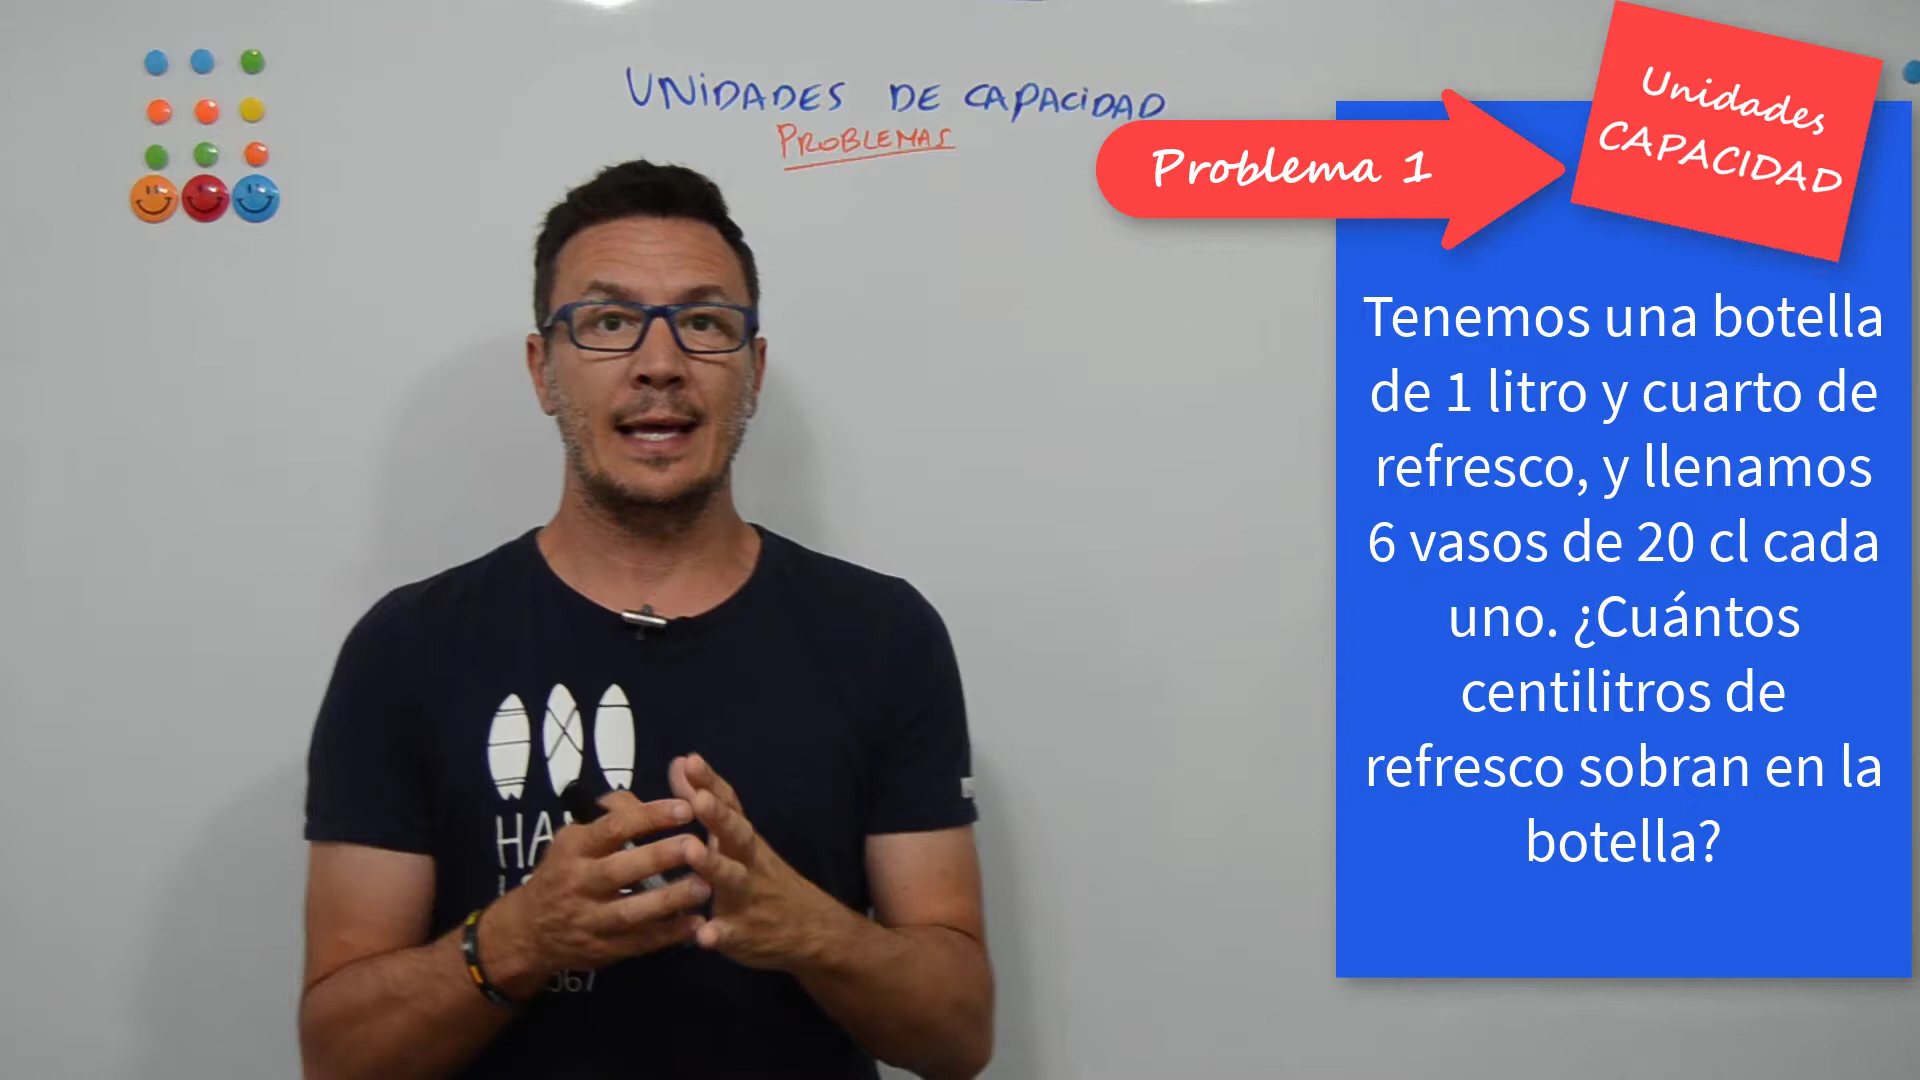 UNIDADES DE CAPACIDAD
PROBLEMAS
Problema 1
Unidades
CAPACIDAD
Tenemos una botella
de 1 litro y cuarto de
refresco, y llenamos
6 vasos de 20 cl cada
uno. ¿Cuántos
centilitros de
refresco sobran en la
botella?